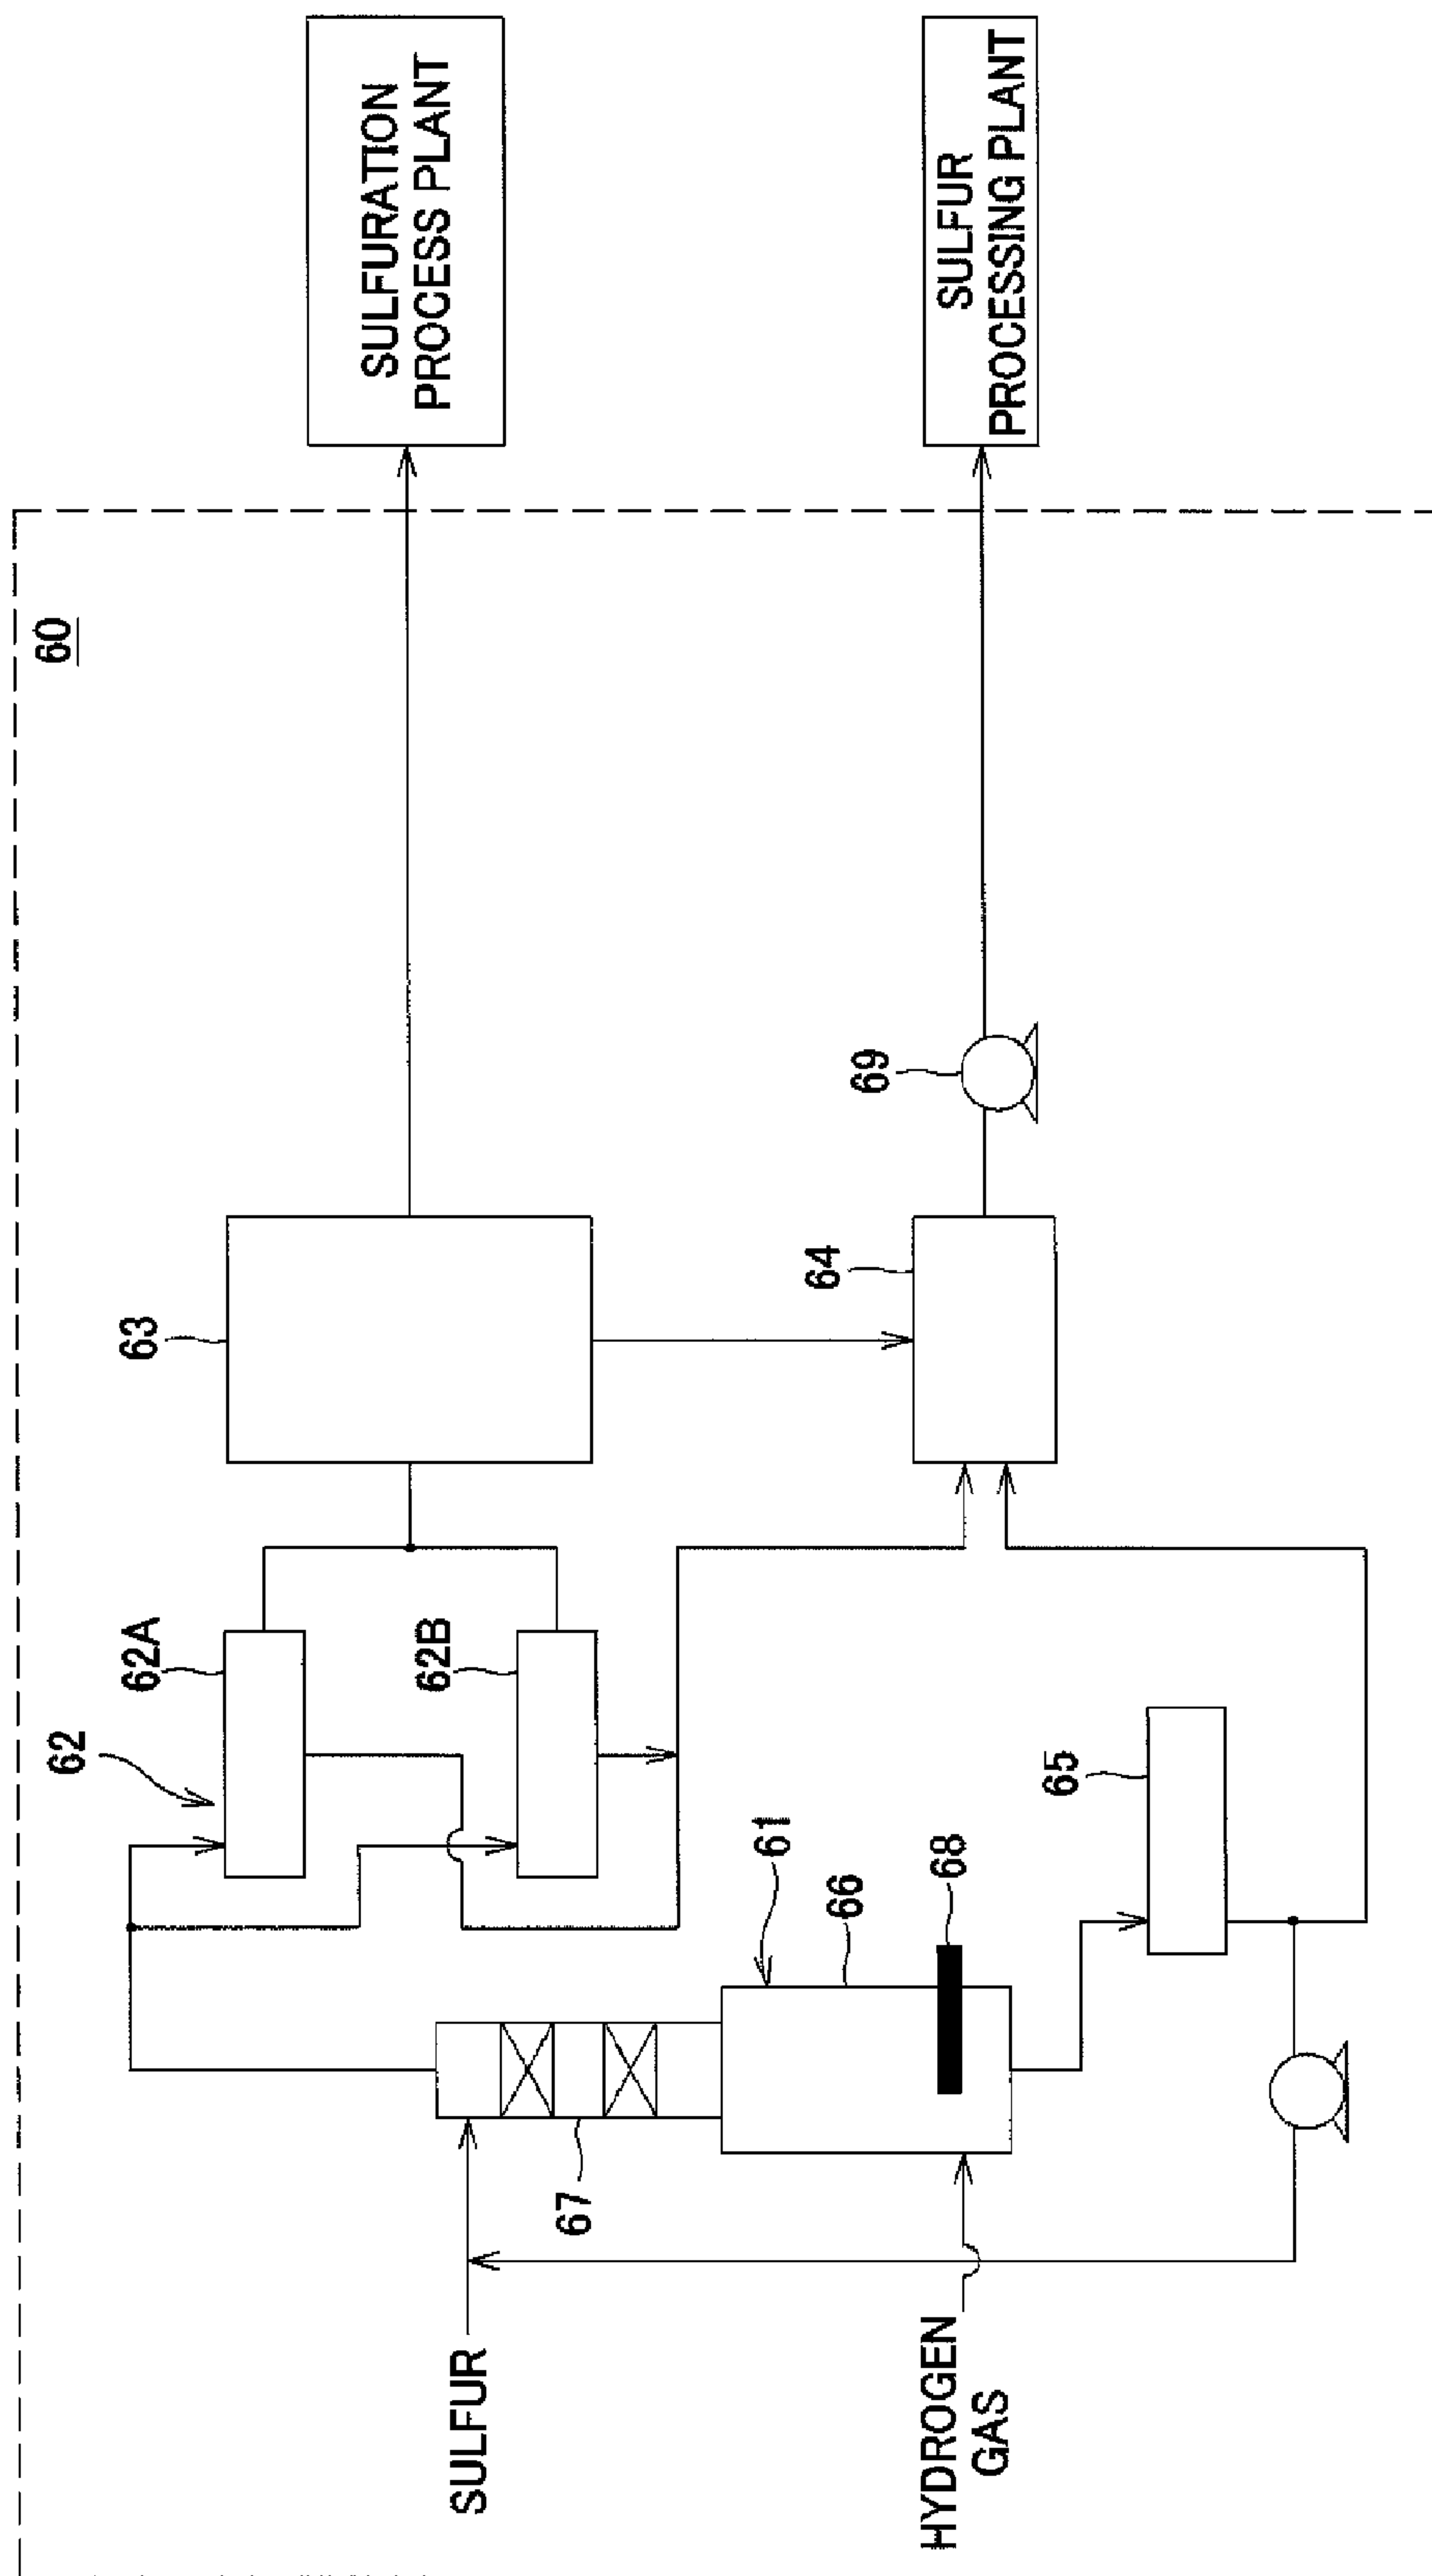 60
SULFURATION
PROCESS PLANT
63
62
62A
62B
64
69
SULFUR
PROCESSING PLANT
61
66
68
65
67
SULFUR
HYDROGEN
GAS